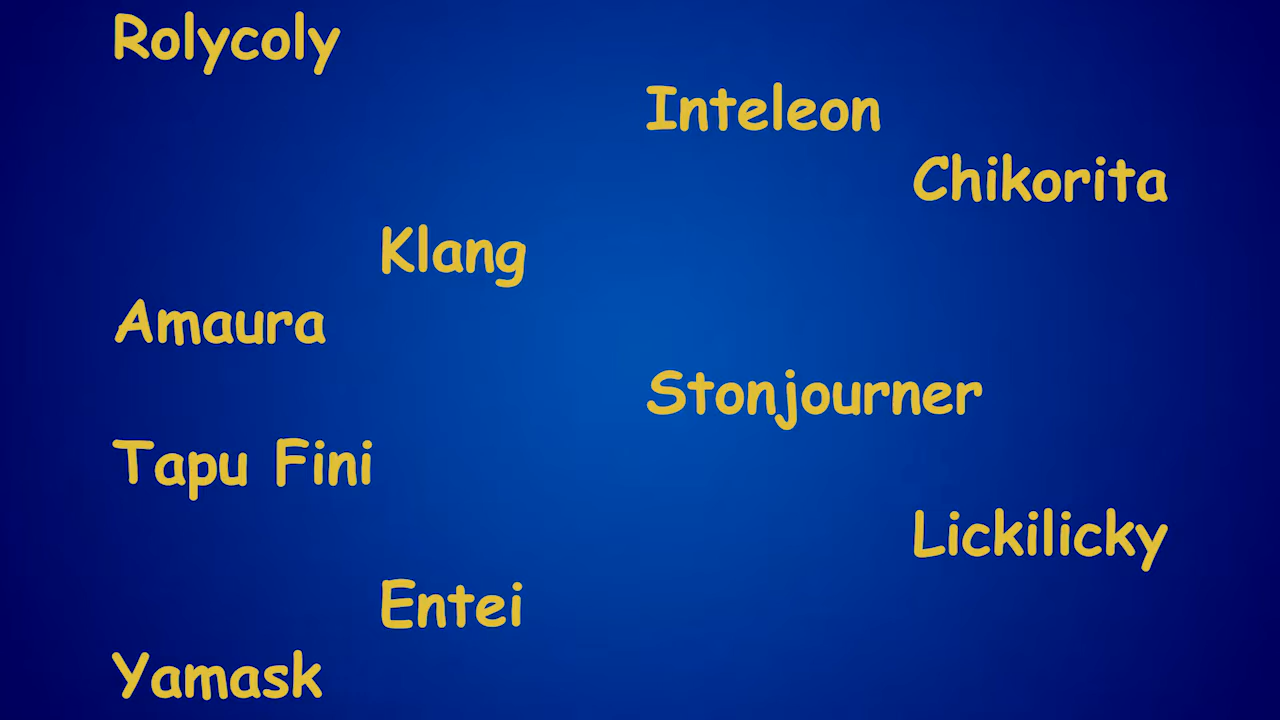 Rolycoly
Inteleon
Chikorita
Klang
Amaura
Stonjourner
Tapu Fini
Lickilicky
Entei
Yamask